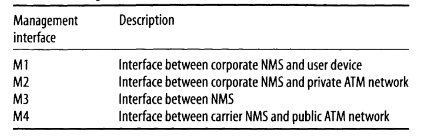 Management Description
interface
M1 Interface between corporate NMS and user device
M2 Interface between corporate NMS and private ATM network
M3 Interface between NMS
M4 Interface between carrier NMS and public ATM network